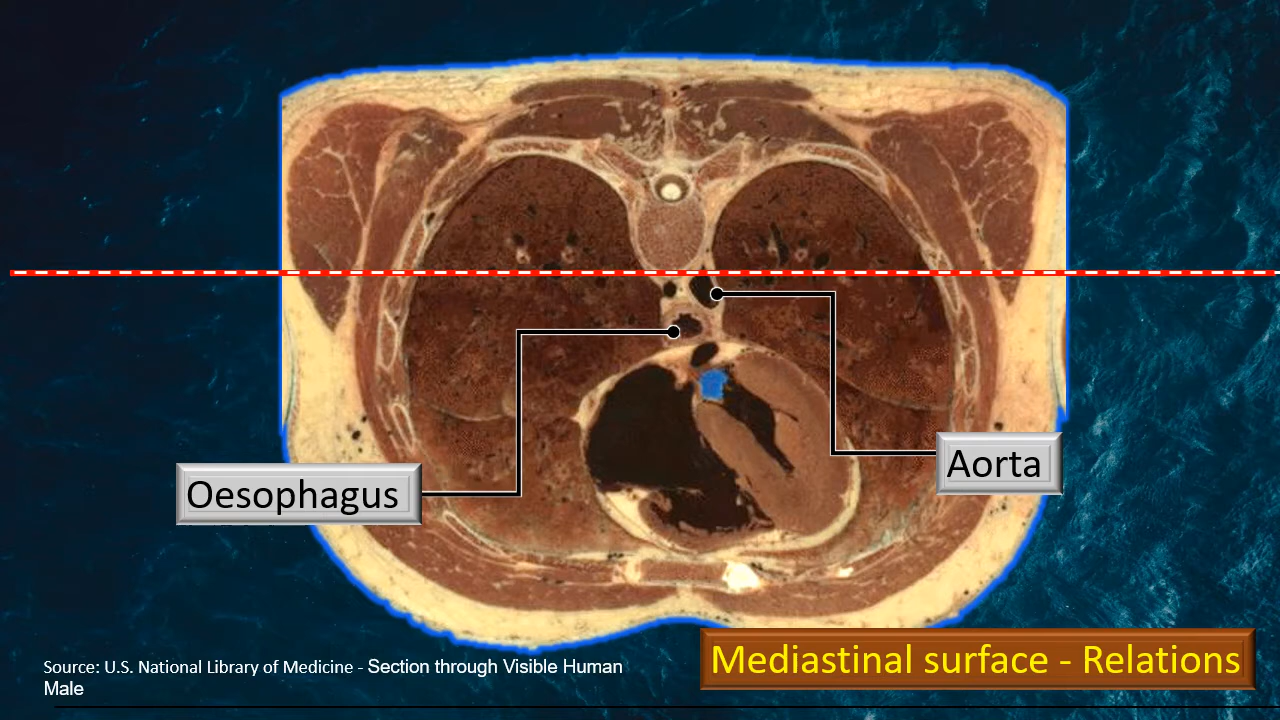 Aorta
Oesophagus
Mediastinal surface - Relations
Source: U.S. National Library of Medicine - Section through Visible Human
Male